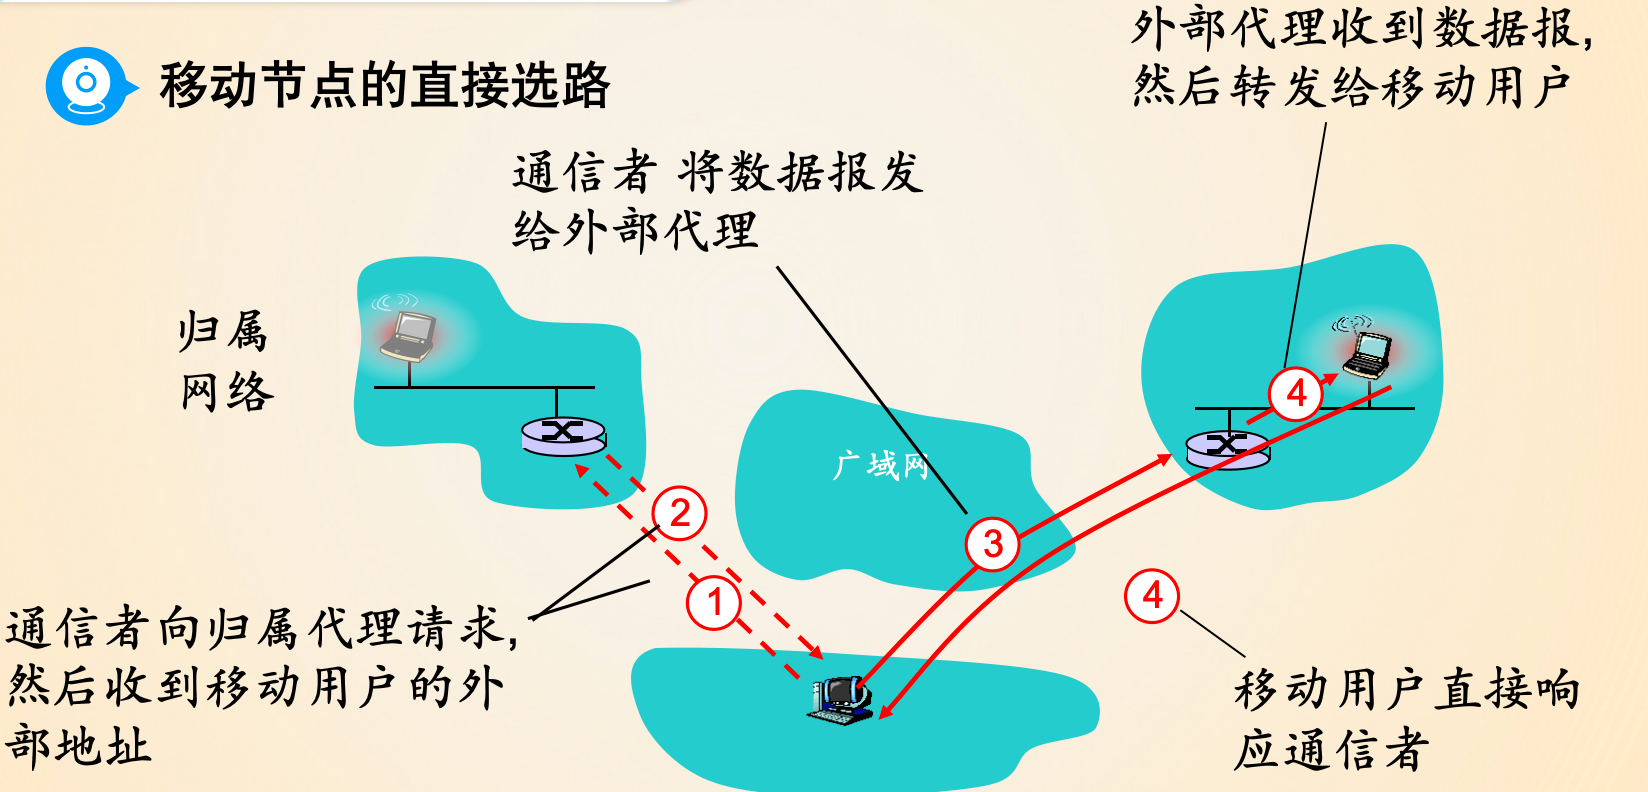 移动节点的直接选路
外部代理收到数据报,
然后转发给移动用户
通信者 将数据报发
给外部代理
归属
网络
广域网
4
2
3
1
4
通信者向归属代理请求,
然后收到移动用户的外
部地址
移动用户直接响
应通信者